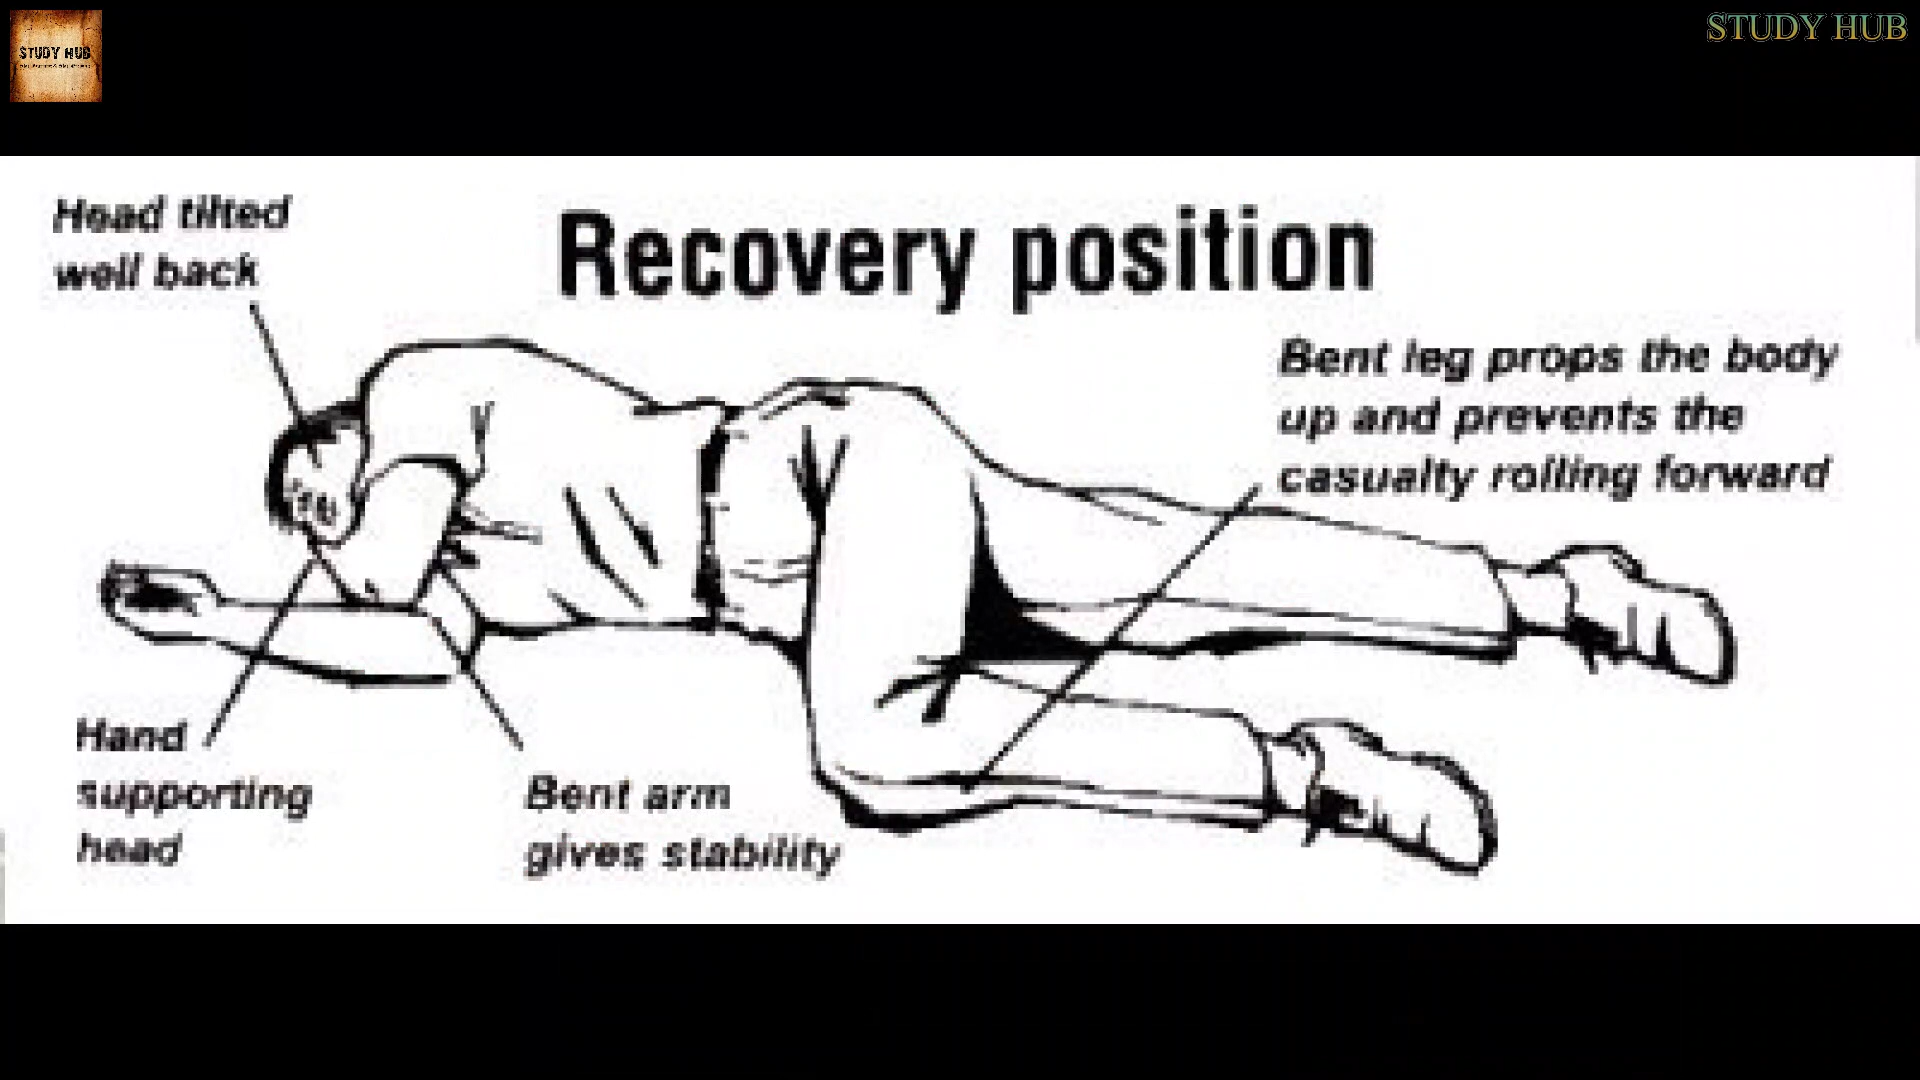 STUDY HUB
STUDY HUB
Head tilted
well back
Recovery position
Bent leg props the body
up and prevents the
casualty rolling forward
Hand
supporting
head
Bent arm
gives stability